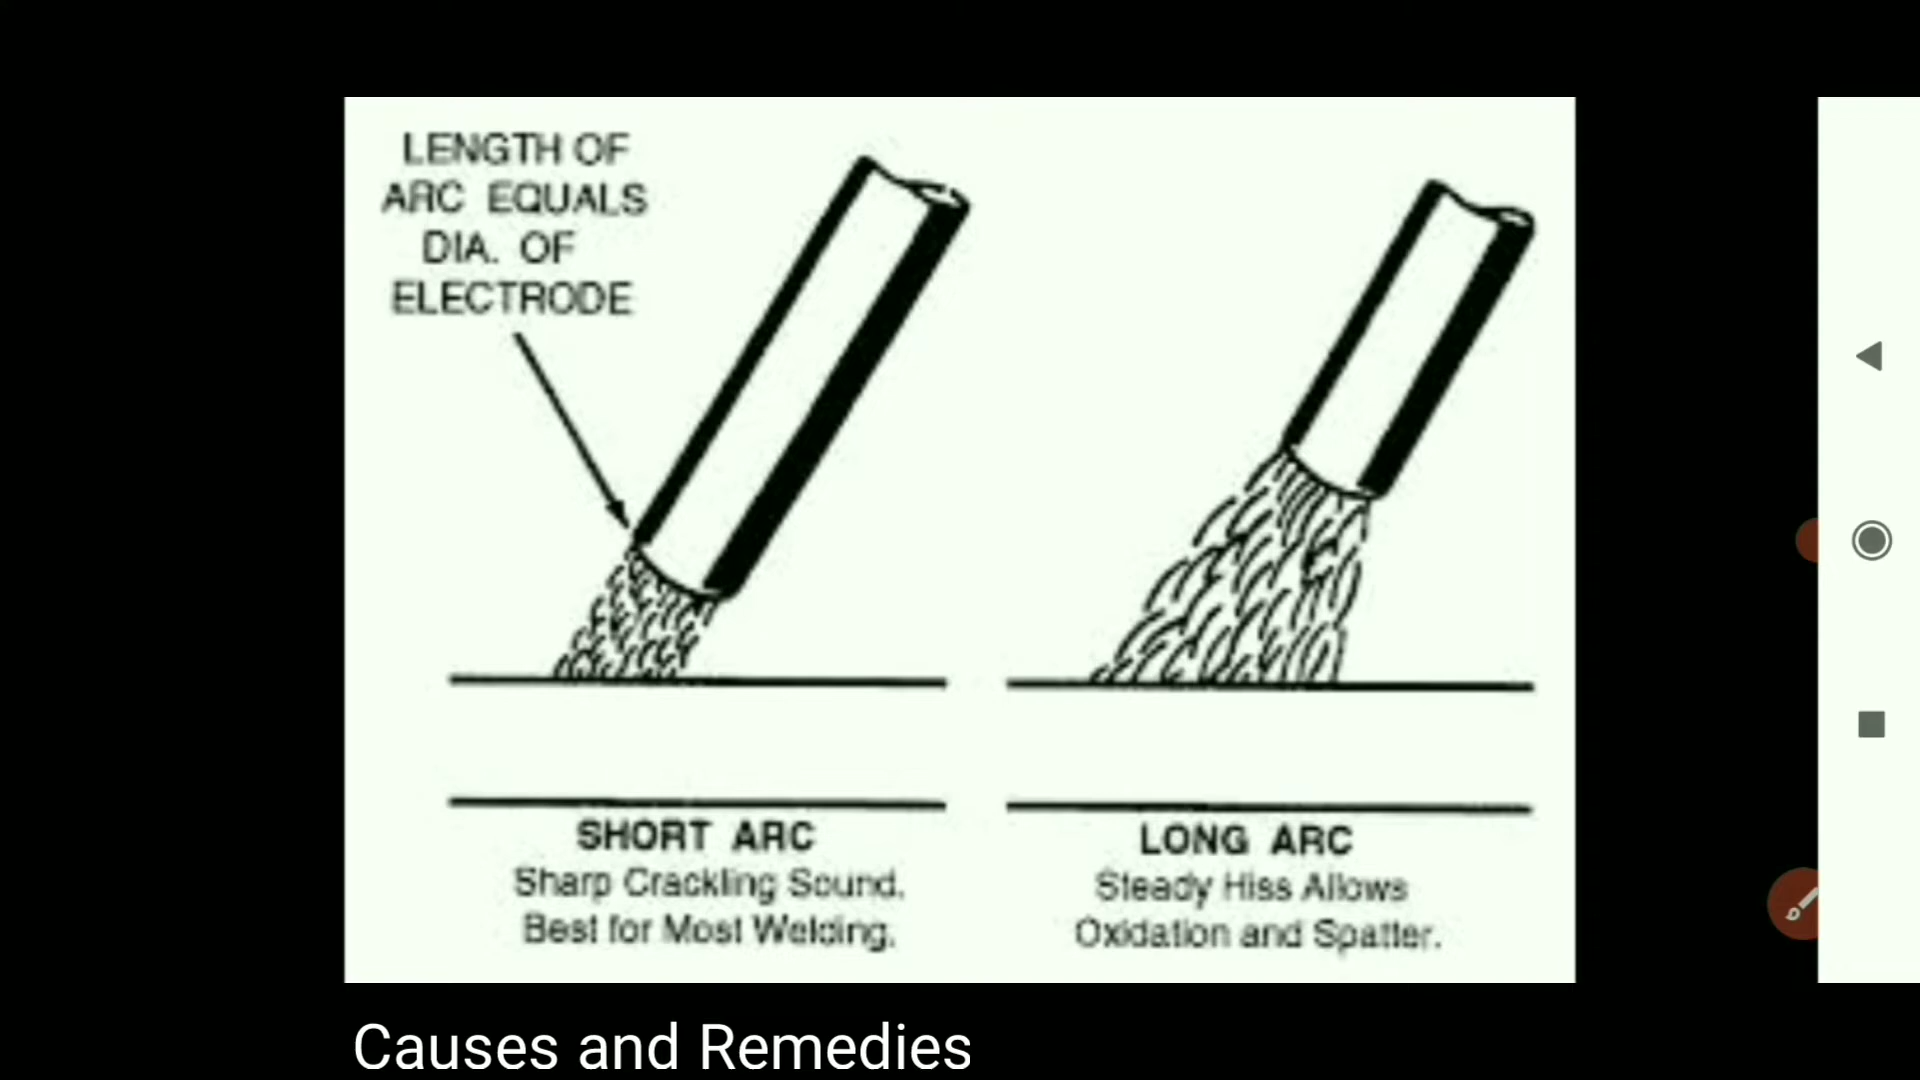 LENGTH OF
ARC EQUALS
DIA. OF
ELECTRODE
SHORT ARC
Sharp Crackling Sound.
Best for Most Welding.
LONG ARC
Steady Hiss Allows
Oxidation and Spatter.
Causes and Remedies